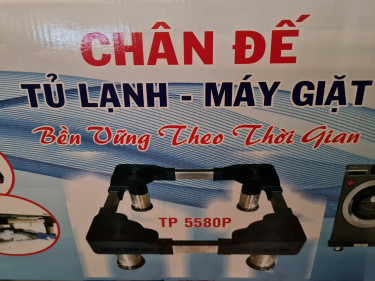 CHÂN ĐẾ
TỦ LẠNH - MÁY GIẶT
Bền Vững Theo Thời Gian
TP 5580P